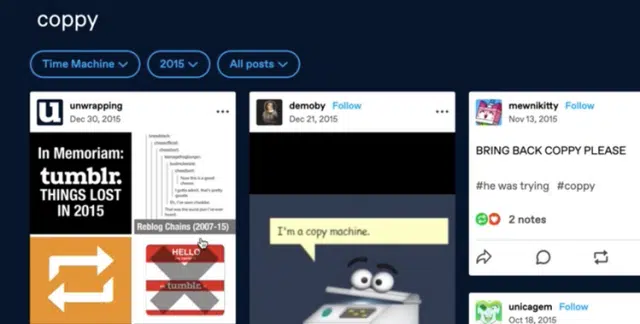 coppy
Time Machine
2015
All posts
unwrapping
Dec 30, 2015
In Memoriam:
tumblr.
THINGS LOST
IN 2015
Reblog Chains (2007-15)
HELLO
tumblr.
demoby Follow
Dec 21, 2015
I'm a copy machine.
mewnikitty Follow
Nov 13, 2015
BRING BACK COPPY PLEASE
#he was trying #coppy
2 notes
unicagem Follow
Oct 18, 2015